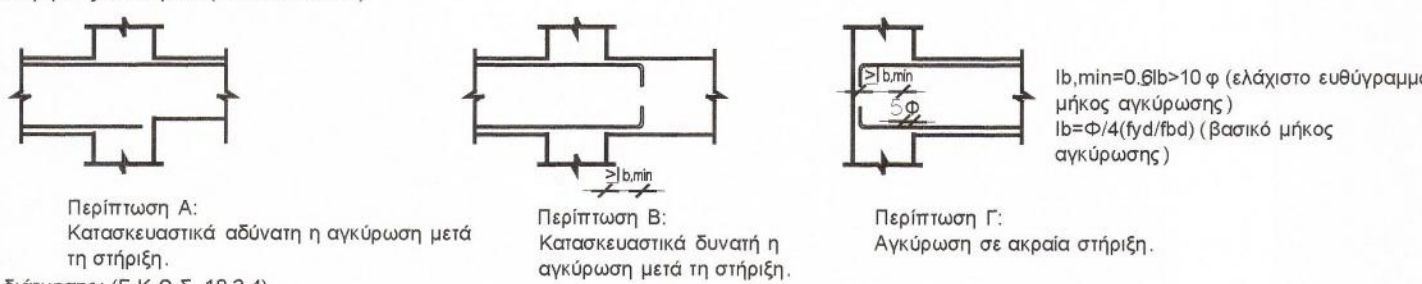 >lb,min
5Φ
lb,min=0.6lb>10 φ (ελάχιστο ευθύγραμμο
μήκος αγκύρωσης)
lb=Φ/4(fyd/fbd) (βασικό μήκος
αγκύρωσης)
>lb,min
Περίπτωση Α:
Κατασκευαστικά αδύνατη η αγκύρωση μετά
τη στήριξη.
Περίπτωση Β:
Κατασκευαστικά δυνατή η
αγκύρωση μετά τη στήριξη.
Περίπτωση Γ:
Αγκύρωση σε ακραία στήριξη.